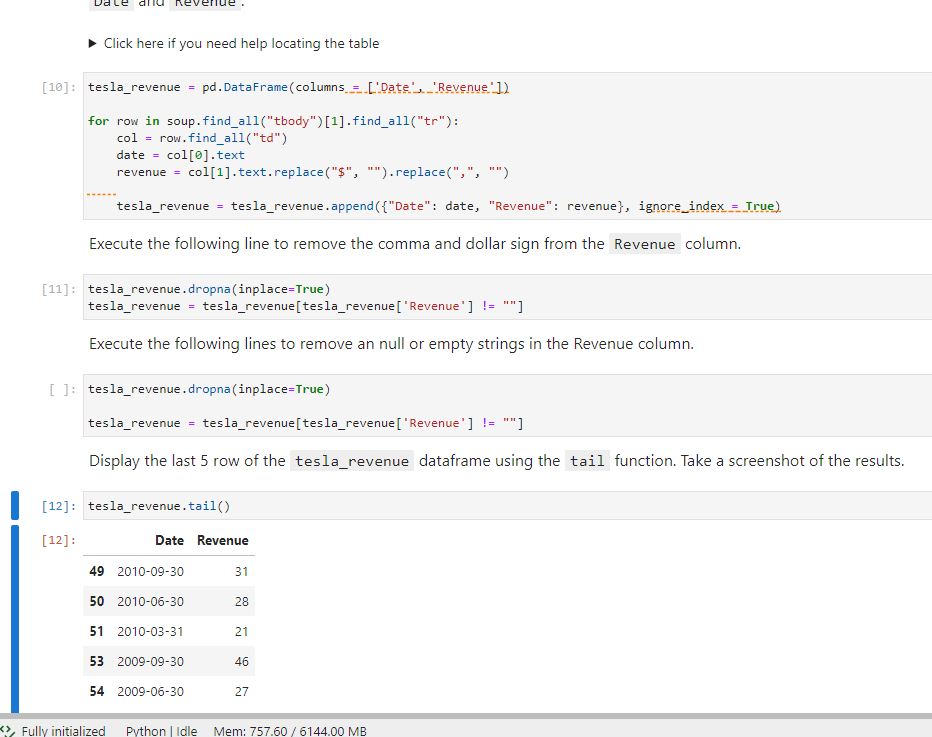 Date and Revenue.
▶ Click here if you need help locating the table
[10]: tesla_revenue = pd.DataFrame(columns = ['Date', 'Revenue'])
for row in soup.find_all("tbody")[1].find_all("tr"):
col = row.find_all("td")
date = col[0].text
revenue = col[1].text.replace("$", "").replace(",", "")
tesla_revenue = tesla_revenue.append({"Date": date, "Revenue": revenue}, ignore_index = True)
Execute the following line to remove the comma and dollar sign from the Revenue column.
[11]: tesla_revenue.dropna(inplace=True)
tesla_revenue = tesla_revenue[tesla_revenue['Revenue'] != ""]
Execute the following lines to remove an null or empty strings in the Revenue column.
[ ]: tesla_revenue.dropna(inplace=True)
tesla_revenue = tesla_revenue[tesla_revenue['Revenue'] != ""]
Display the last 5 row of the tesla_revenue dataframe using the tail function. Take a screenshot of the results.
[12]: tesla_revenue.tail()
[12]: Date Revenue
49 2010-09-30 31
50 2010-06-30 28
51 2010-03-31 21
53 2009-09-30 46
54 2009-06-30 27
Fully initialized Python | Idle Mem: 757.60 / 6144.00 MB